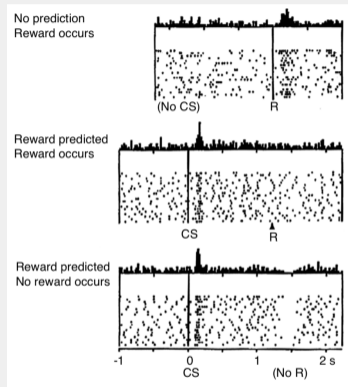 No prediction
Reward occurs
(No CS)
R
Reward predicted
Reward occurs
CS
R
Reward predicted
No reward occurs
-1
0
1
2 s
CS
(No R)